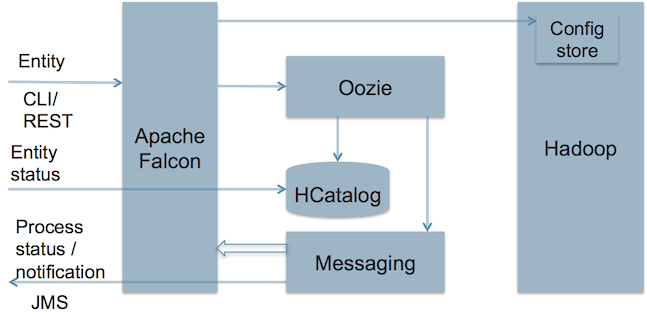 Entity
CLI/
REST
Entity
status
Process
status /
notification
JMS
Apache
Falcon
Oozie
HCatalog
Messaging
Config
store
Hadoop